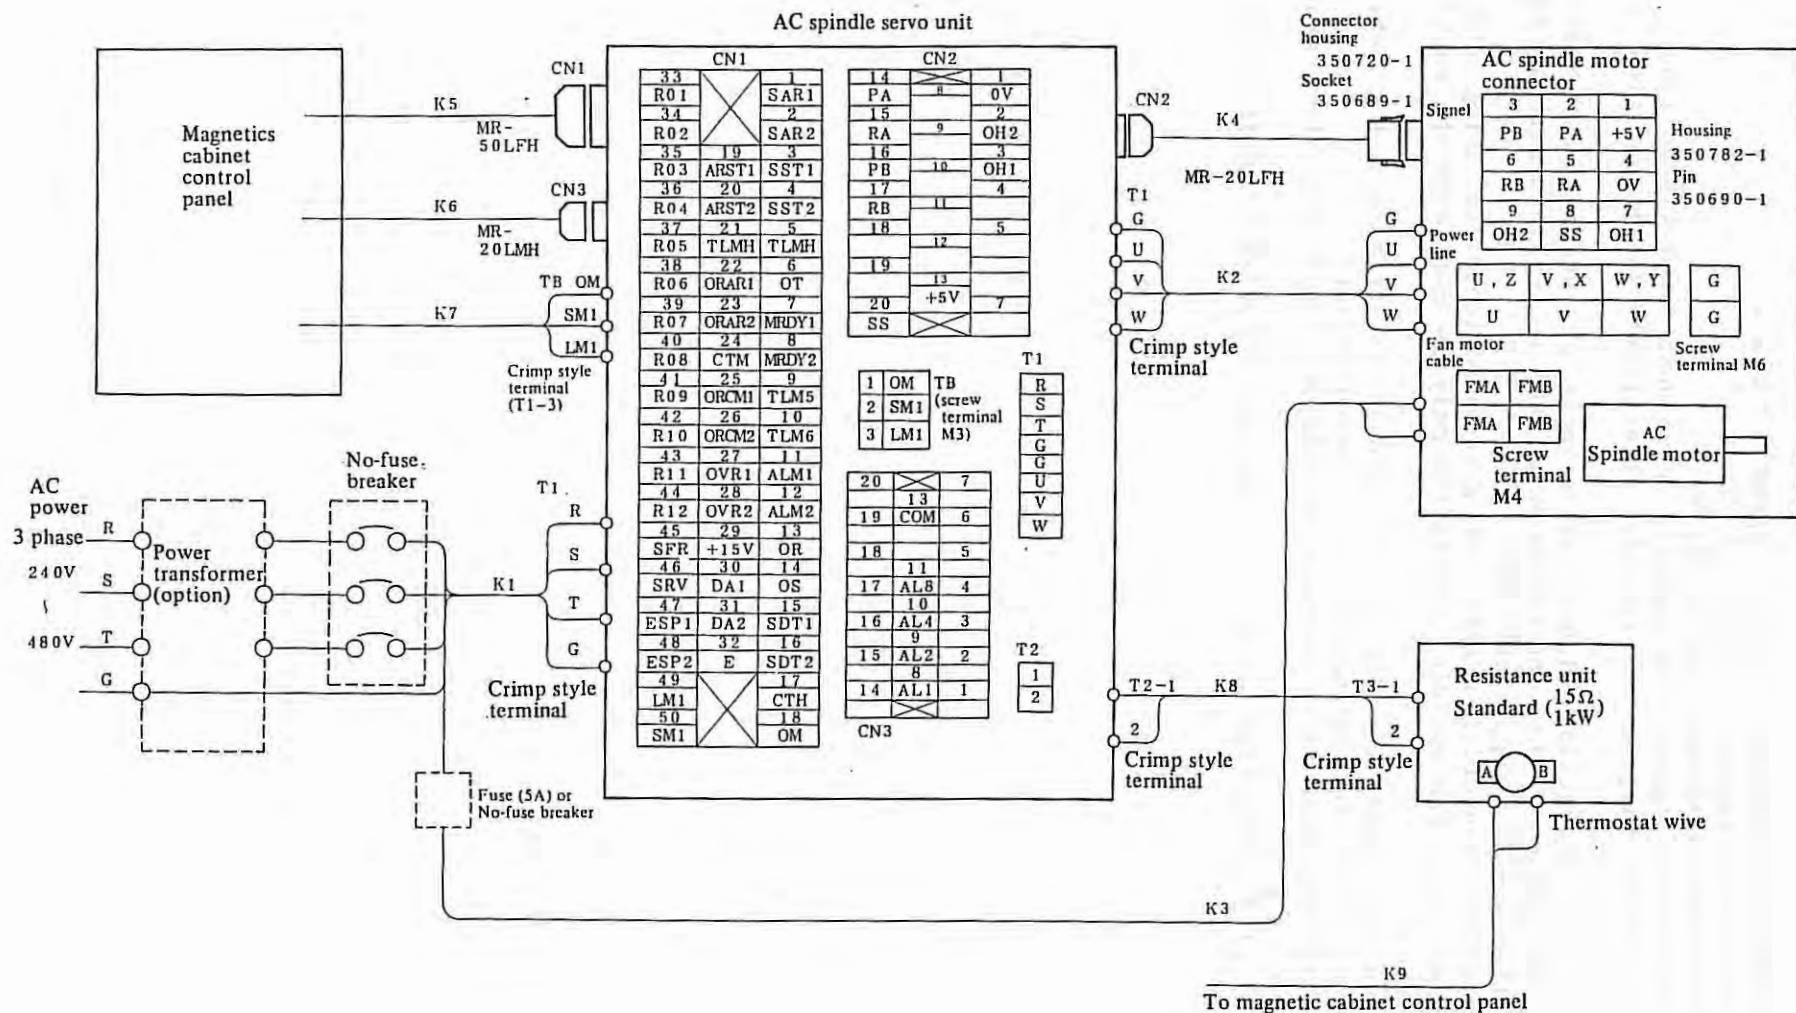 AC spindle servo unit
Magnetics
cabinet
control
panel
K5
MR-
50LFH
CN1
K6
MR-
20LMH
CN3
K7
TB OM
SM1
LM1
Crimp style
terminal
(T1-3)
AC
power
3 phase
240V
480V
R
S
T
G
Power
transformer
(option)
No-fuse
breaker
K1
T1
R
S
T
G
Crimp style
terminal
Fuse (5A) or
No-fuse breaker
CN1
33 1
R01 SAR1
34 2
R02 SAR2
35 19 3
R03 ARST1 SST1
36 20 4
R04 ARST2 SST2
37 21 5
R05 TLMH TLMH
38 22 6
R06 ORAR1 OT
39 23 7
R07 ORAR2 MRDY1
40 24 8
R08 CTM MRDY2
41 25 9
R09 ORCM1 TLM5
42 26 10
R10 ORCM2 TLM6
43 27 11
R11 OVR1 ALM1
44 28 12
R12 OVR2 ALM2
45 29 13
SFR +15V OR
46 30 14
SRV DA1 OS
47 31 15
ESP1 DA2 SDT1
48 32 16
ESP2 E SDT2
49 17
LM1 CTH
50 18
SM1 OM
CN2
14 1
PA 8 0V
15 2
RA 9 OH2
16 3
PB 10 OH1
17 4
RB 11
18 5
12
19
13
+5V
20 7
SS
1 OM
2 SM1
3 LM1
TB
(screw
terminal
M3)
T1
R
S
T
G
G
U
V
W
20 7
13
19 COM 6
18 5
11
17 AL8 4
10
16 AL4 3
9
15 AL2 2
8
14 AL1 1
CN3
T2
1
2
CN2
K4
MR-20LFH
Connector
housing
350720-1
Socket
350689-1
T1
G
U
V
W
Crimp style
terminal
K2
G
U
V
W
AC spindle motor
connector
Signel
3 2 1
PB PA +5V
6 5 4
RB RA OV
9 8 7
OH2 SS OH1
Housing
350782-1
Pin
350690-1
Power
line
U,Z V,X W,Y
U V W
G
G
Screw
terminal M6
Fan motor
cable
FMA FMB
FMA FMB
Screw
terminal
M4
AC
Spindle motor
T2-1 K8 T3-1
2
2
Crimp style
terminal
Crimp style
terminal
Resistance unit
Standard (15Ω
1kW)
A B
Thermostat wive
K3
K9
To magnetic cabinet control panel